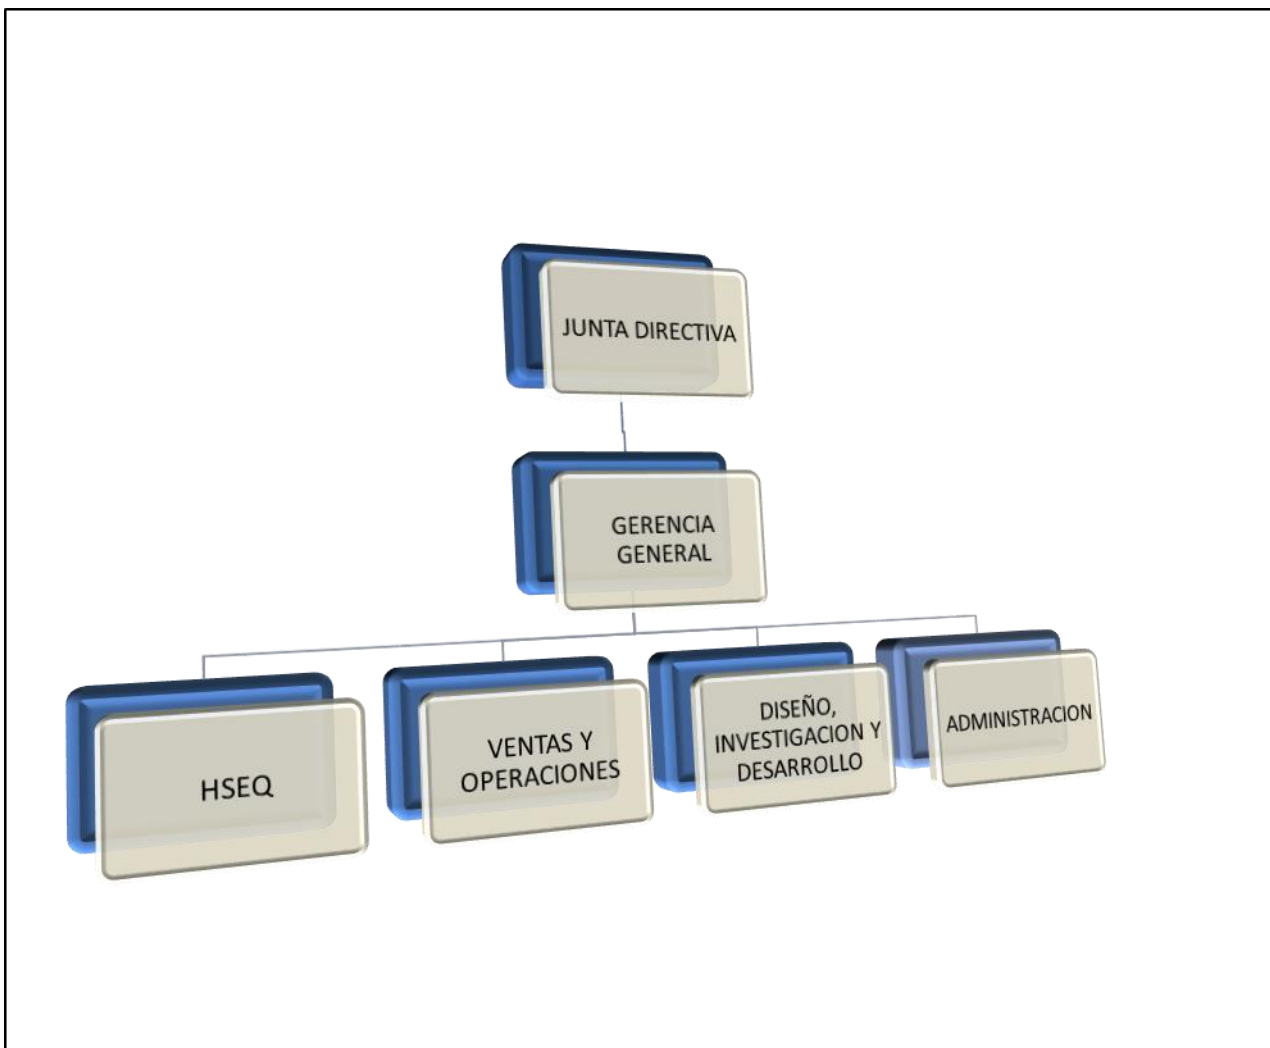 JUNTA DIRECTIVA
GERENCIA
GENERAL
HSEQ
VENTAS Y
OPERACIONES
DISEÑO,
INVESTIGACION Y
DESARROLLO
ADMINISTRACION